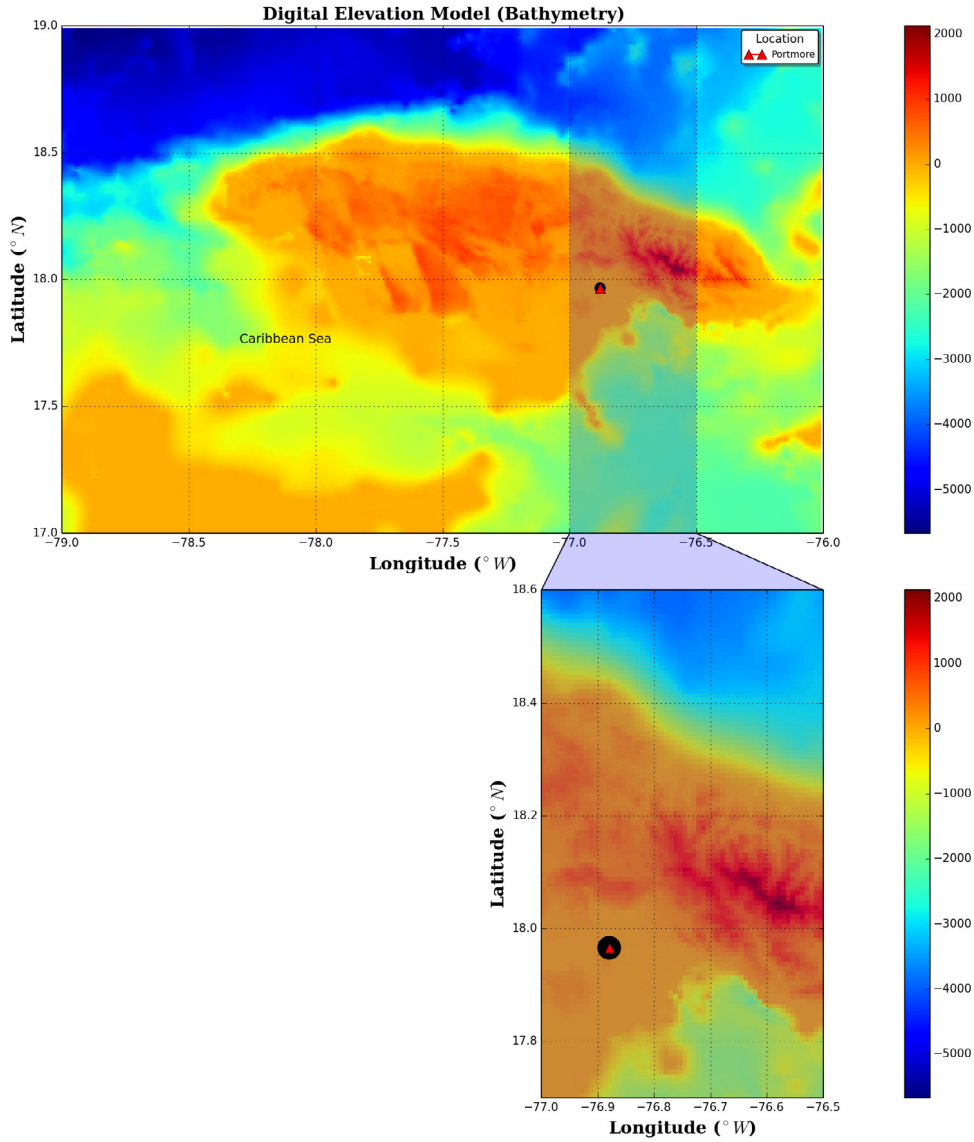 Digital Elevation Model (Bathymetry)
19.0
18.5
18.0
17.5
17.0
Latitude (° N)
Location
Portmore
Caribbean Sea
−79.0 −78.5 −78.0 −77.5 −77.0 −76.5 −76.0
Longitude (° W)
2000
1000
0
−1000
−2000
−3000
−4000
−5000
18.6
18.4
18.2
18.0
17.8
Latitude (° N)
−77.0 −76.9 −76.8 −76.7 −76.6 −76.5
Longitude (° W)
2000
1000
0
−1000
−2000
−3000
−4000
−5000